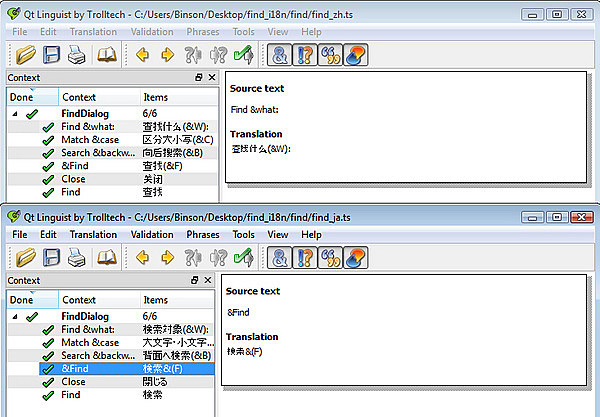 Qt Linguist by Trolltech - C:/Users/Binson/Desktop/find_i18n/find/find_zh.ts
File Edit Translation Validation Phrases Tools View Help
Context
Done Context Items
FindDialog 6/6
Find &what: 查找什么(&W):
Match &case 区分大小写(&C)
Search &backw... 向后搜索(&B)
&Find 查找(&F)
Close 关闭
Find 查找
Source text
Find &what:
Translation
查找什么(&W):
Qt Linguist by Trolltech - C:/Users/Binson/Desktop/find_i18n/find/find_ja.ts
File Edit Translation Validation Phrases Tools View Help
Context
Done Context Items
FindDialog 6/6
Find &what: 検索対象(&W):
Match &case 大文字・小文字...
Search &backw... 背面へ検索(&B)
&Find 検索&(F)
Close 閉じる
Find 検索
Source text
&Find
Translation
検索&(F)